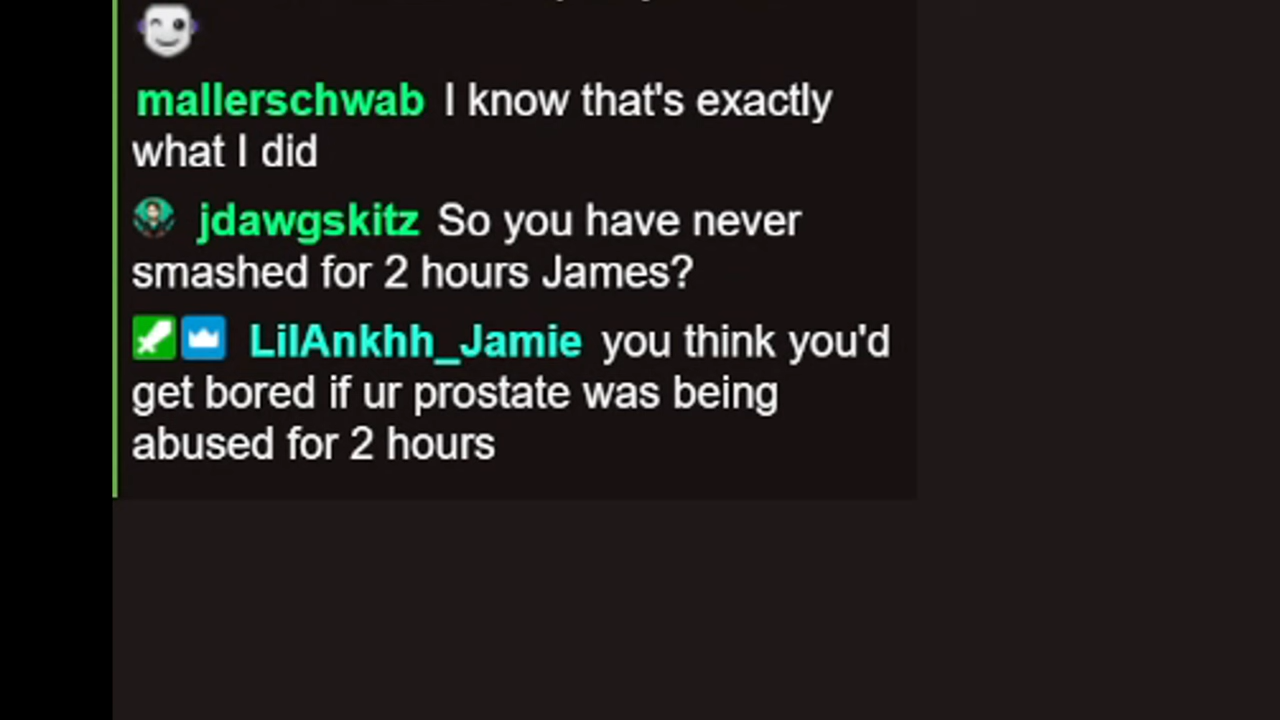 mallerschwab I know that's exactly
what I did
jdawgskitz So you have never
smashed for 2 hours James?
LilAnkhh_Jamie you think you'd
get bored if ur prostate was being
abused for 2 hours